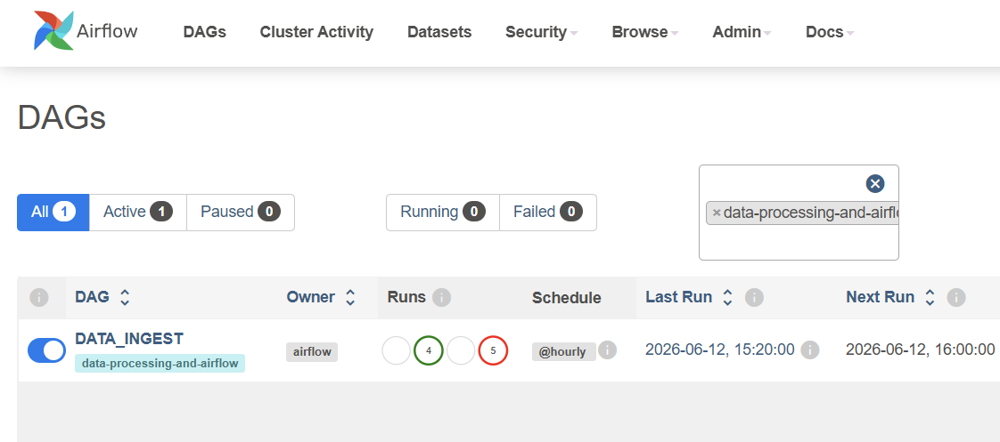 Airflow DAGs Cluster Activity Datasets Security Browse Admin Docs
DAGs
All 1 Active 1 Paused 0 Running 0 Failed 0
×data-processing-and-airflo
DAG Owner Runs Schedule Last Run Next Run
DATA_INGEST
data-processing-and-airflow
airflow 4 5 @hourly 2026-06-12, 15:20:00 2026-06-12, 16:00:00